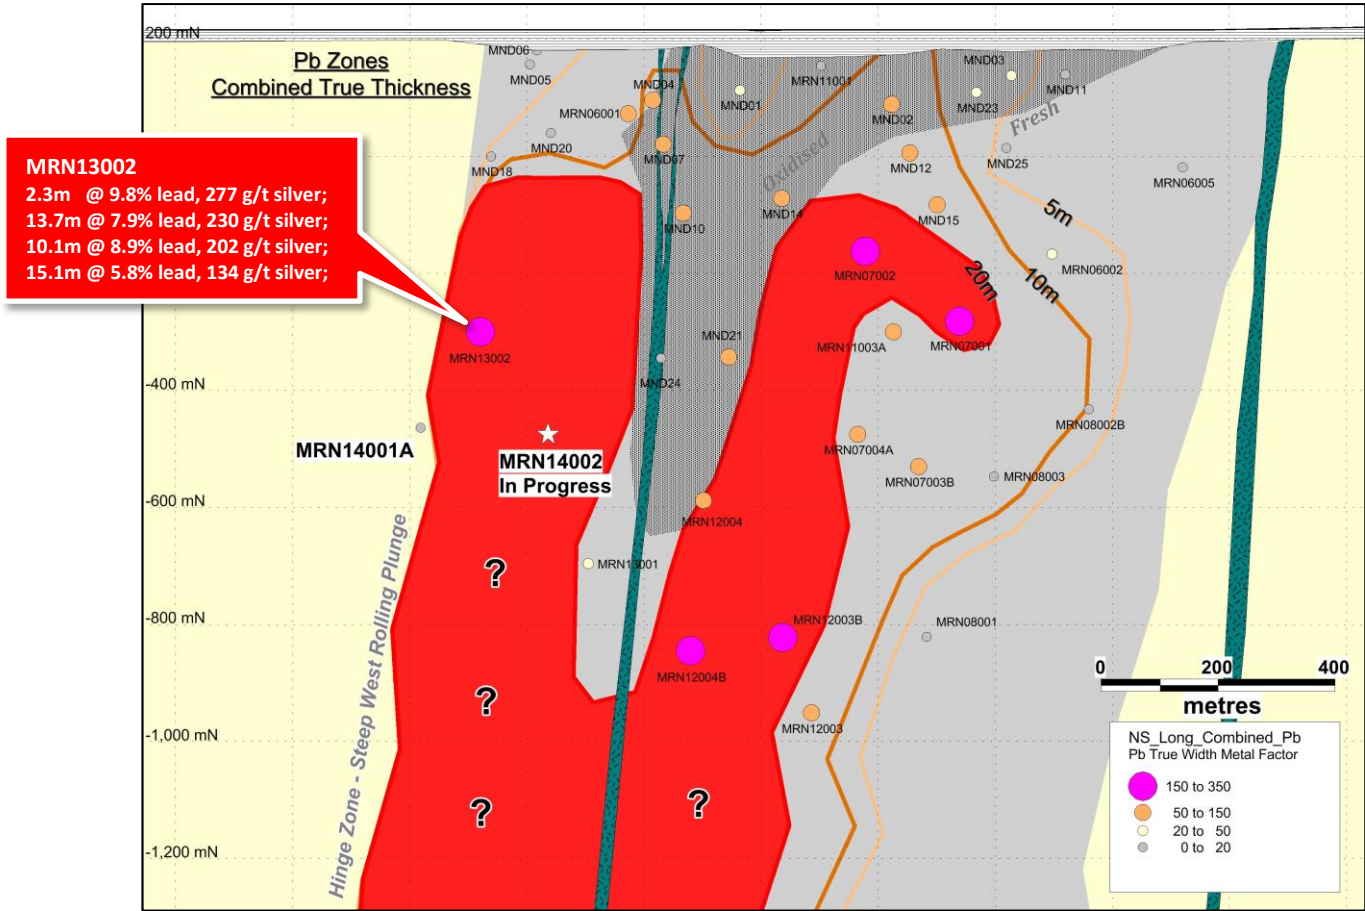 200 mN
Pb Zones
Combined True Thickness
MND06
MND05
MND04
MRN06001
MND20
MND18
MND07
MND01
MRN11001
MND03
MND11
MND23
MND02
Fresh
Oxidised
MND12
MND25
MRN06005
MRN13002
2.3m @ 9.8% lead, 277 g/t silver;
13.7m @ 7.9% lead, 230 g/t silver;
10.1m @ 8.9% lead, 202 g/t silver;
15.1m @ 5.8% lead, 134 g/t silver;
MND10
MND14
MND15
5m
MRN07002
20m
10m
MRN06002
MRN13002
MND21
MND24
MRN11003A
MRN07001
-400 mN
MRN14001A
MRN14002
In Progress
MRN07004A
MRN08002B
MRN07003B
MRN08003
-600 mN
MRN12004
Hinge Zone - Steep West Rolling Plunge
?
MRN13001
-800 mN
MRN12003B
MRN08001
MRN12004B
?
0 200 400
metres
-1,000 mN
MRN12003
?
?
NS_Long_Combined_Pb
Pb True Width Metal Factor
150 to 350
50 to 150
20 to 50
0 to 20
-1,200 mN